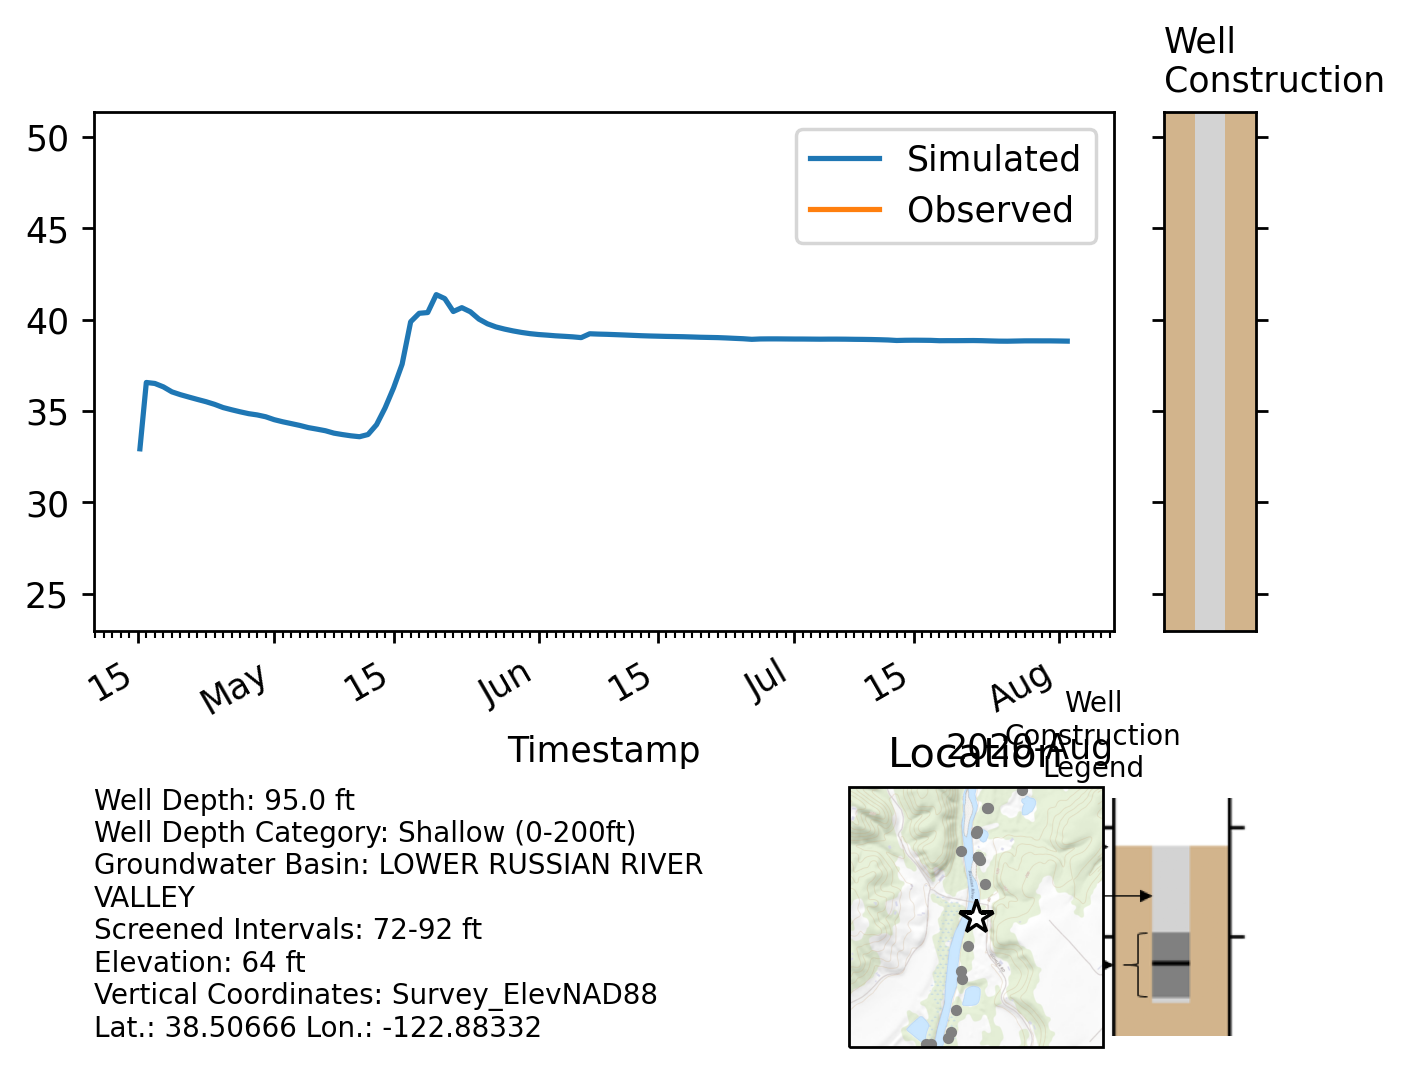 Well
Construction
50
45
40
35
30
25
Simulated
Observed
15
May
15
Jun
15
Jul
15
Aug
Timestamp
2020-Aug
Location
Well
Construction
Legend
Well Depth: 95.0 ft
Well Depth Category: Shallow (0-200ft)
Groundwater Basin: LOWER RUSSIAN RIVER
VALLEY
Screened Intervals: 72-92 ft
Elevation: 64 ft
Vertical Coordinates: Survey_ElevNAD88
Lat.: 38.50666 Lon.: -122.88332